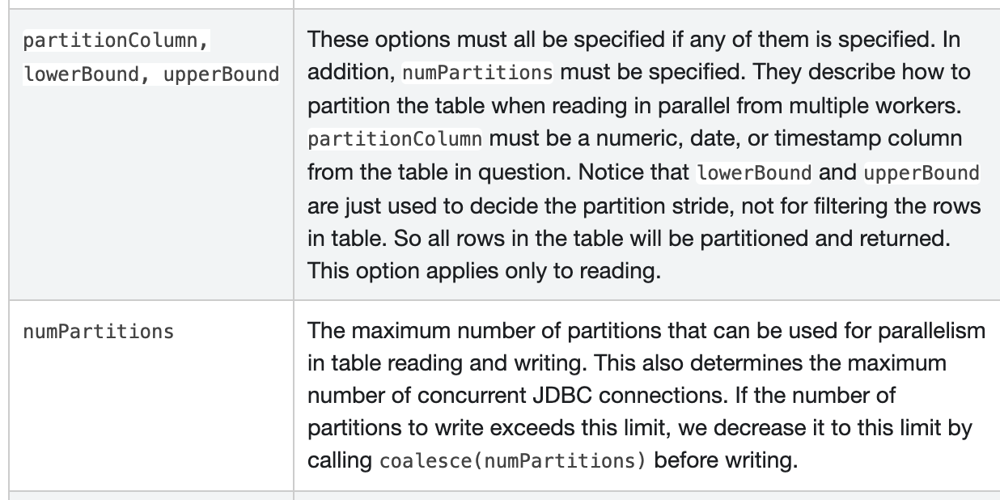 partitionColumn,
lowerBound, upperBound
These options must all be specified if any of them is specified. In
addition, numPartitions must be specified. They describe how to
partition the table when reading in parallel from multiple workers.
partitionColumn must be a numeric, date, or timestamp column
from the table in question. Notice that lowerBound and upperBound
are just used to decide the partition stride, not for filtering the rows
in table. So all rows in the table will be partitioned and returned.
This option applies only to reading.
numPartitions
The maximum number of partitions that can be used for parallelism
in table reading and writing. This also determines the maximum
number of concurrent JDBC connections. If the number of
partitions to write exceeds this limit, we decrease it to this limit by
calling coalesce(numPartitions) before writing.